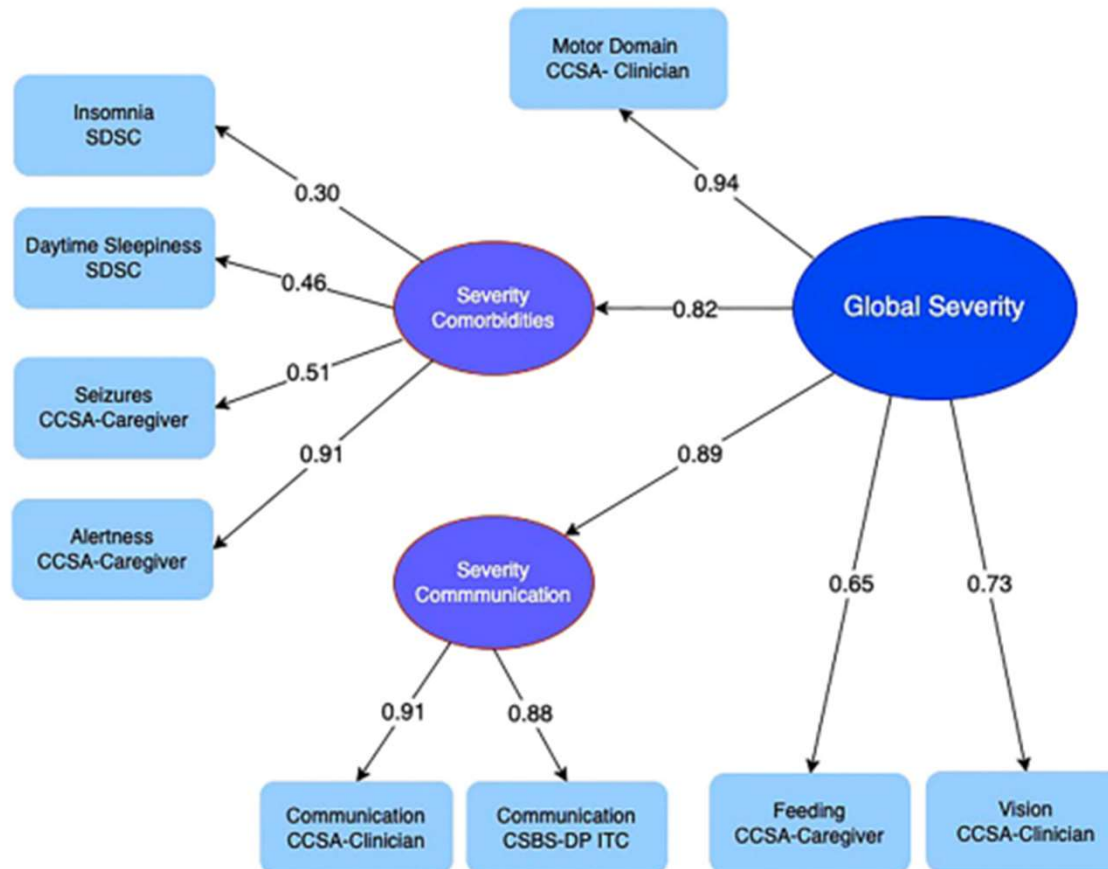 Motor Domain
CCSA- Clinician
Insomnia
SDSC
0.30
0.94
Daytime Sleepiness
SDSC
0.46
Severity
Comorbidities
0.82
Global Severity
0.51
Seizures
CCSA-Caregiver
0.91
0.89
Alertness
CCSA-Caregiver
Severity
Commmunication
0.65
0.73
0.91
0.88
Communication
CCSA-Clinician
Communication
CSBS-DP ITC
Feeding
CCSA-Caregiver
Vision
CCSA-Clinician